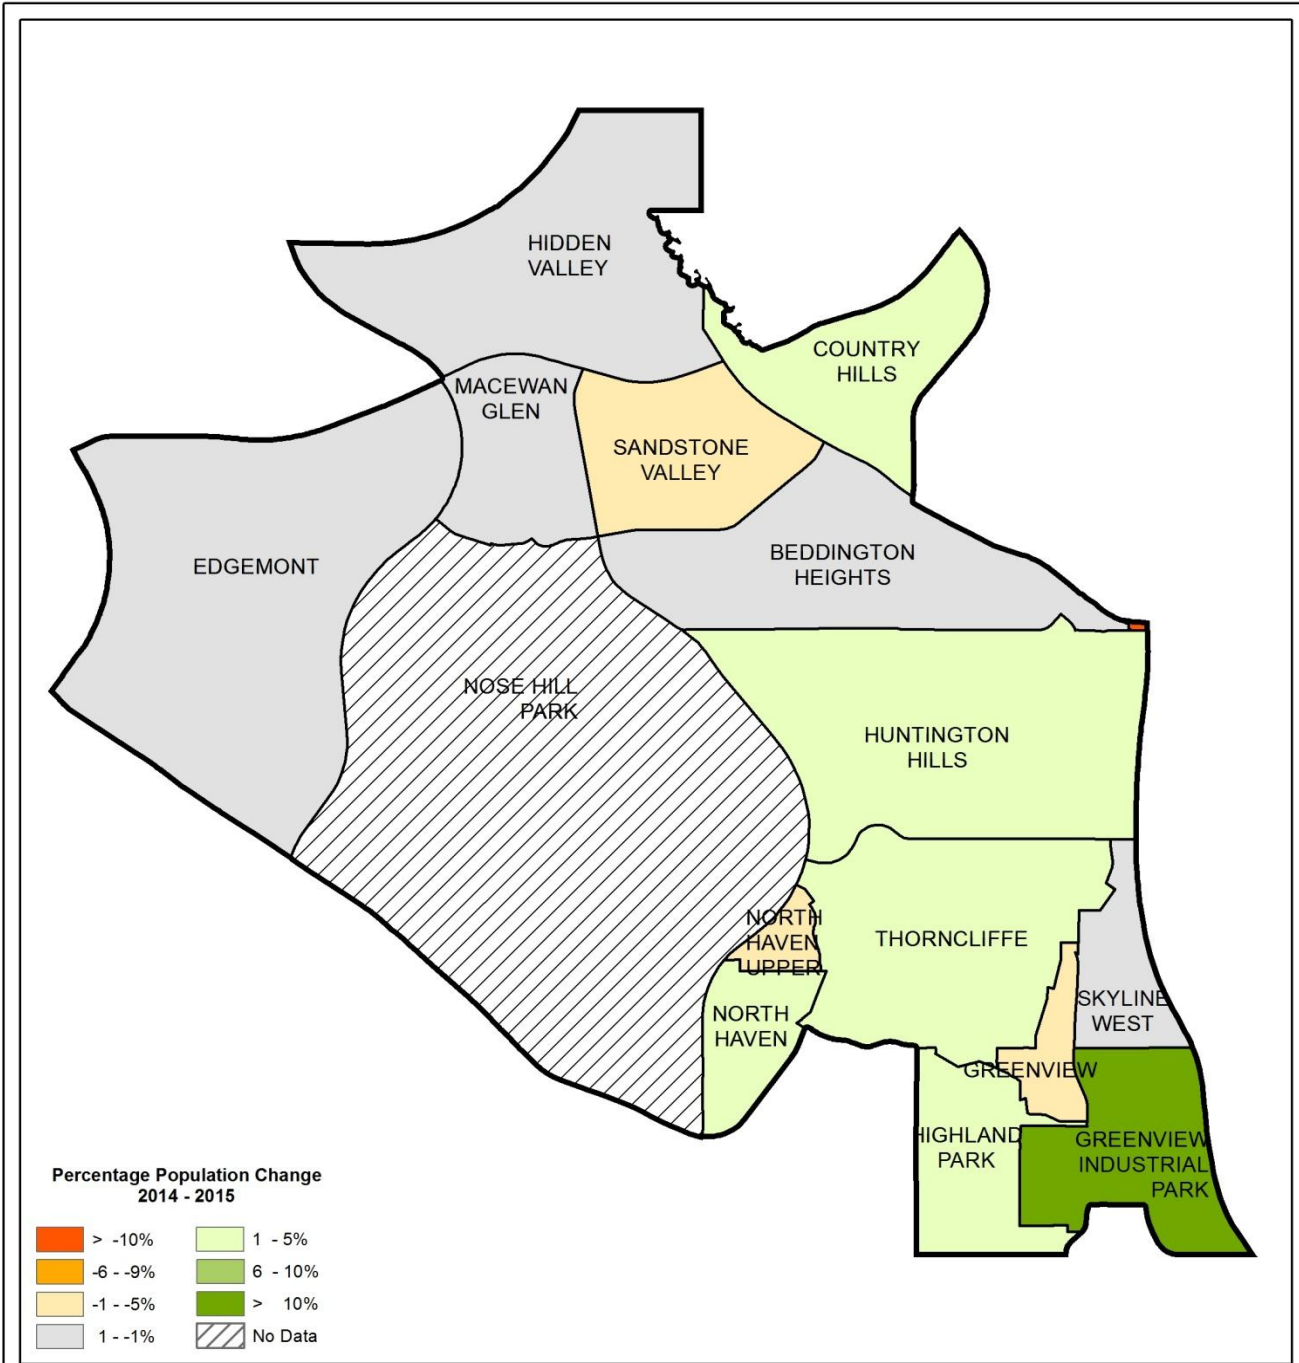 HIDDEN
VALLEY
COUNTRY
HILLS
MACEWAN
GLEN
SANDSTONE
VALLEY
EDGEMONT
BEDDINGTON
HEIGHTS
NOSE HILL
PARK
HUNTINGTON
HILLS
NORTH
HAVEN
UPPER
THORNCLIFFE
SKYLINE
WEST
NORTH
HAVEN
GREENVIEW
HIGHLAND
PARK
GREENVIEW
INDUSTRIAL
PARK
Percentage Population Change
2014 - 2015
> -10%
-6 - -9%
-1 - -5%
1 - -1%
1 - 5%
6 - 10%
> 10%
No Data